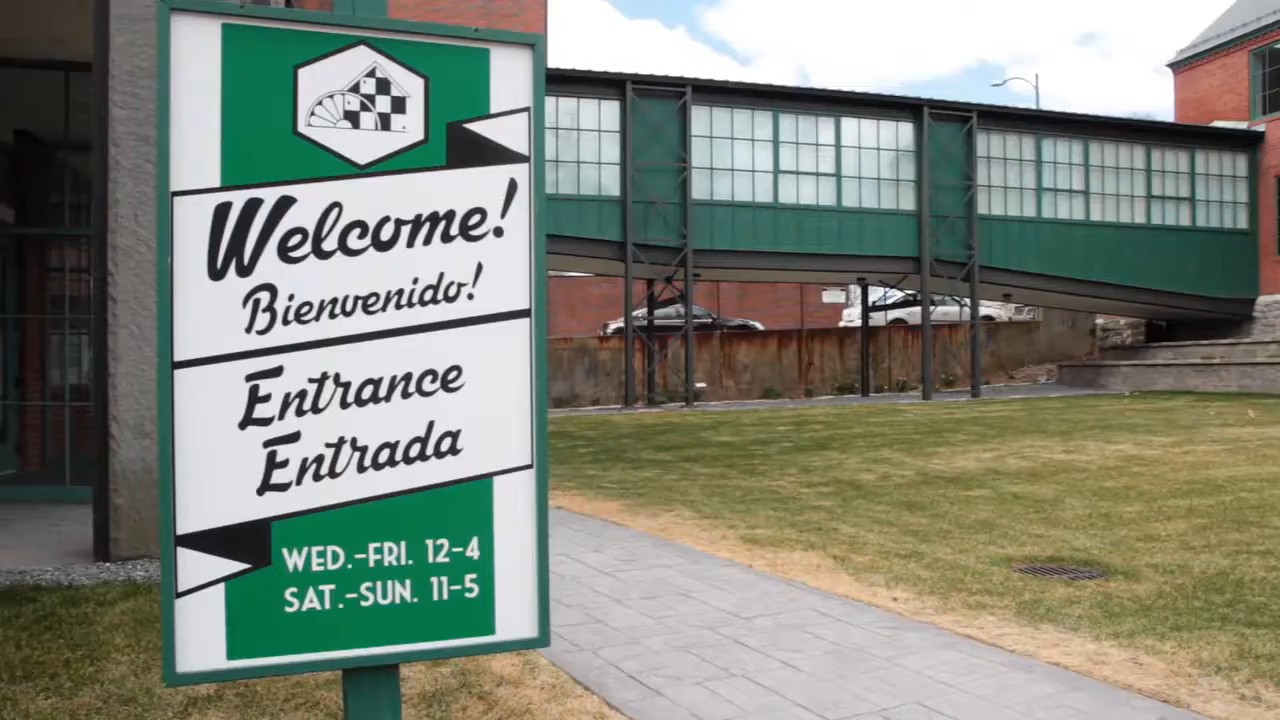 Welcome!
Bienvenido!
Entrance
Entrada
WED.-FRI. 12-4
SAT.-SUN. 11-5